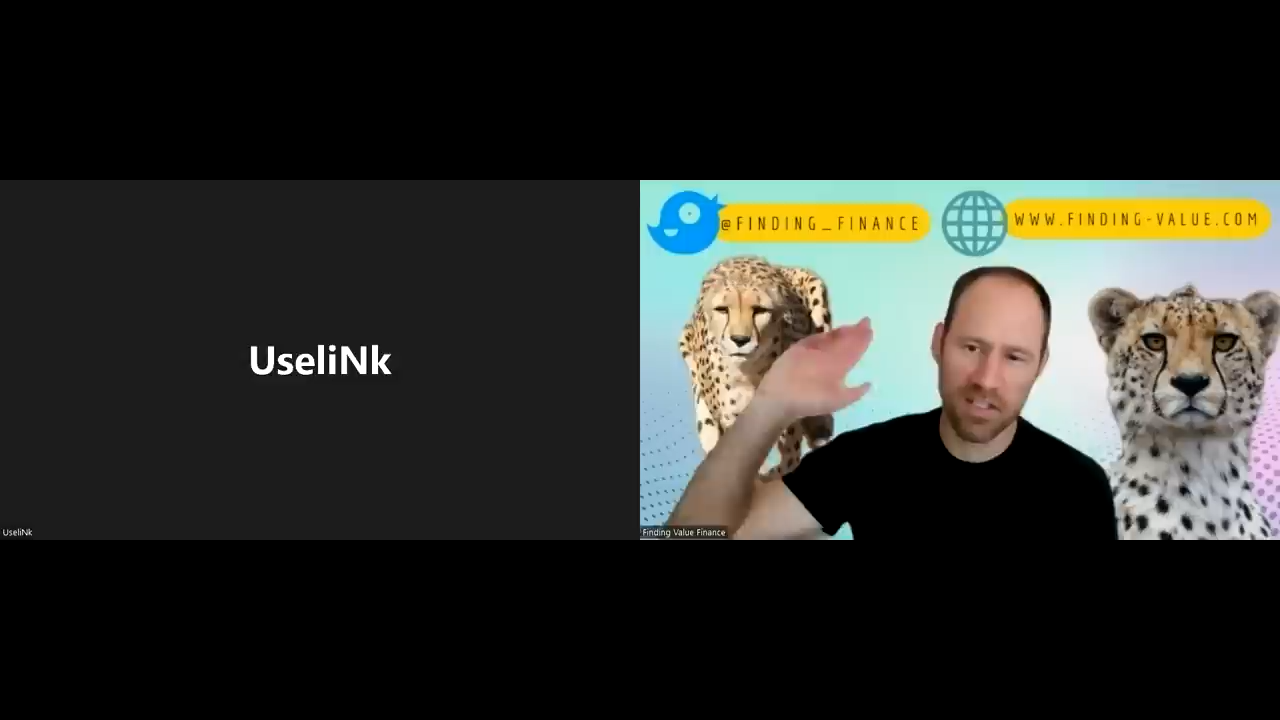 UseliNk
UseliNk
@FINDING_FINANCE
WWW.FINDING-VALUE.COM
Finding Value Finance